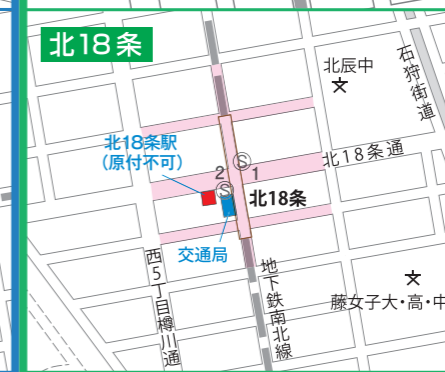 北18条
北辰中
石狩街道
北18条駅
(原付不可)
北18条通
S 1
2
S
北18条
交通局
西5丁目樽川通
地下鉄南北線
藤女子大・高・中